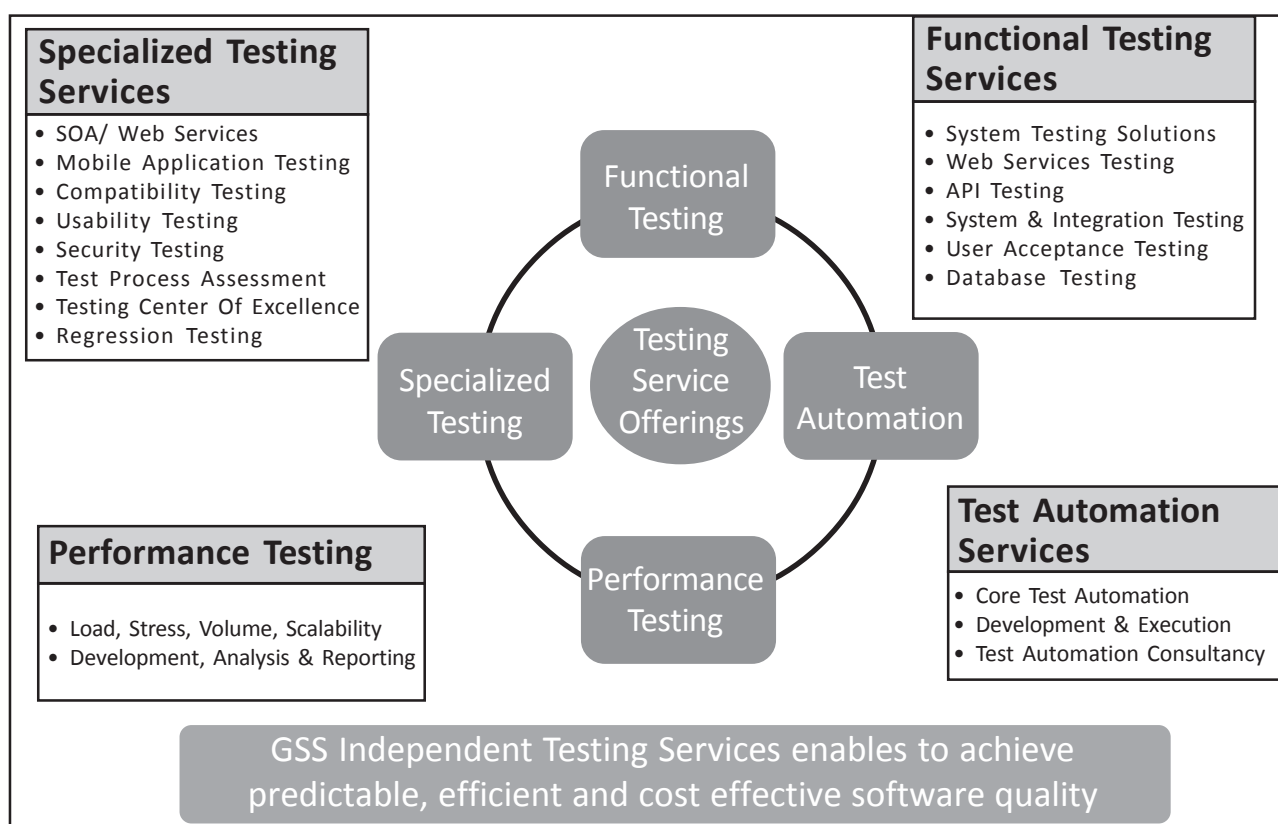 Specialized Testing
Services
• SOA/ Web Services
• Mobile Application Testing
• Compatibility Testing
• Usability Testing
• Security Testing
• Test Process Assessment
• Testing Center Of Excellence
• Regression Testing
Functional Testing
Services
• System Testing Solutions
• Web Services Testing
• API Testing
• System & Integration Testing
• User Acceptance Testing
• Database Testing
Functional
Testing
Specialized
Testing
Testing
Service
Offerings
Test
Automation
Performance
Testing
Performance Testing
• Load, Stress, Volume, Scalability
• Development, Analysis & Reporting
Test Automation
Services
• Core Test Automation
• Development & Execution
• Test Automation Consultancy
GSS Independent Testing Services enables to achieve
predictable, efficient and cost effective software quality